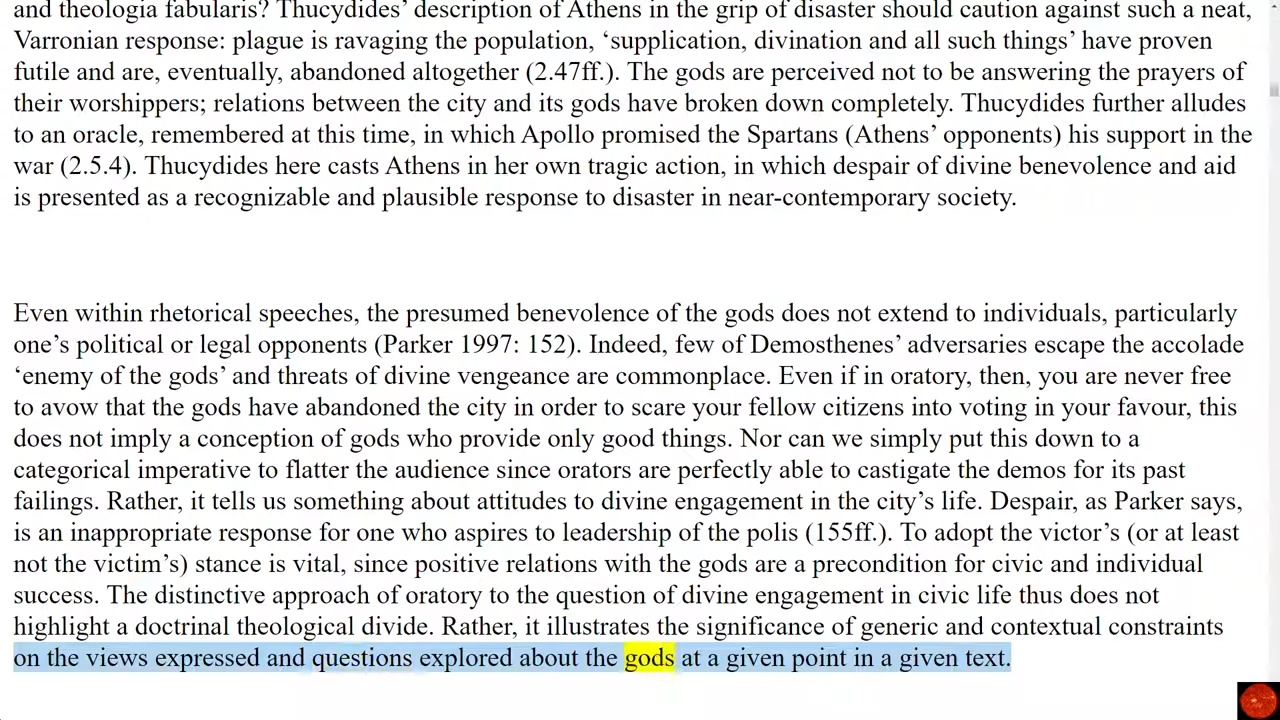 and theologia fabularis? Thucydides’ description of Athens in the grip of disaster should caution against such a neat,
Varronian response: plague is ravaging the population, ‘supplication, divination and all such things’ have proven
futile and are, eventually, abandoned altogether (2.47ff.). The gods are perceived not to be answering the prayers of
their worshippers; relations between the city and its gods have broken down completely. Thucydides further alludes
to an oracle, remembered at this time, in which Apollo promised the Spartans (Athens’ opponents) his support in the
war (2.5.4). Thucydides here casts Athens in her own tragic action, in which despair of divine benevolence and aid
is presented as a recognizable and plausible response to disaster in near-contemporary society.
Even within rhetorical speeches, the presumed benevolence of the gods does not extend to individuals, particularly
one’s political or legal opponents (Parker 1997: 152). Indeed, few of Demosthenes’ adversaries escape the accolade
‘enemy of the gods’ and threats of divine vengeance are commonplace. Even if in oratory, then, you are never free
to avow that the gods have abandoned the city in order to scare your fellow citizens into voting in your favour, this
does not imply a conception of gods who provide only good things. Nor can we simply put this down to a
categorical imperative to flatter the audience since orators are perfectly able to castigate the demos for its past
failings. Rather, it tells us something about attitudes to divine engagement in the city’s life. Despair, as Parker says,
is an inappropriate response for one who aspires to leadership of the polis (155ff.). To adopt the victor’s (or at least
not the victim’s) stance is vital, since positive relations with the gods are a precondition for civic and individual
success. The distinctive approach of oratory to the question of divine engagement in civic life thus does not
highlight a doctrinal theological divide. Rather, it illustrates the significance of generic and contextual constraints
on the views expressed and questions explored about the gods at a given point in a given text.